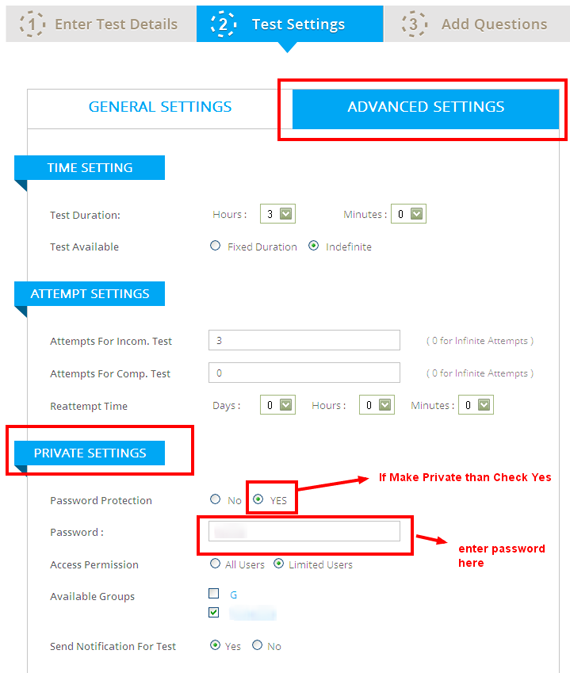 1 Enter Test Details 2 Test Settings 3 Add Questions
GENERAL SETTINGS ADVANCED SETTINGS
TIME SETTING
Test Duration: Hours : 3 Minutes : 0
Test Available Fixed Duration Indefinite
ATTEMPT SETTINGS
Attempts For Incom. Test 3 ( 0 for Infinite Attempts )
Attempts For Comp. Test 0 ( 0 for Infinite Attempts )
Reattempt Time Days : 0 Hours : 0 Minutes : 0
PRIVATE SETTINGS
If Make Private than Check Yes
Password Protection No YES
Password :
enter password
here
Access Permission All Users Limited Users
Available Groups G
Send Notification For Test Yes No